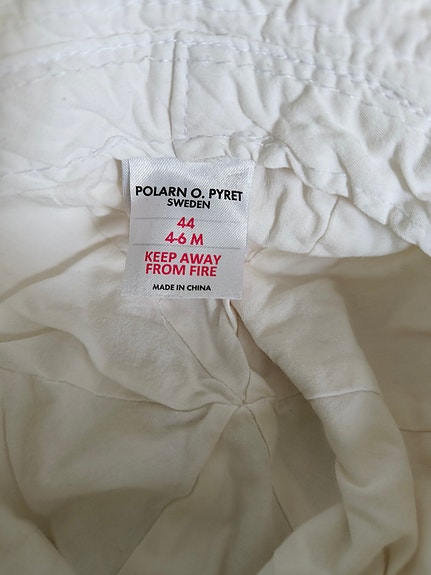 POLARN O. PYRET
SWEDEN
44
4-6 M
KEEP AWAY
FROM FIRE
MADE IN CHINA